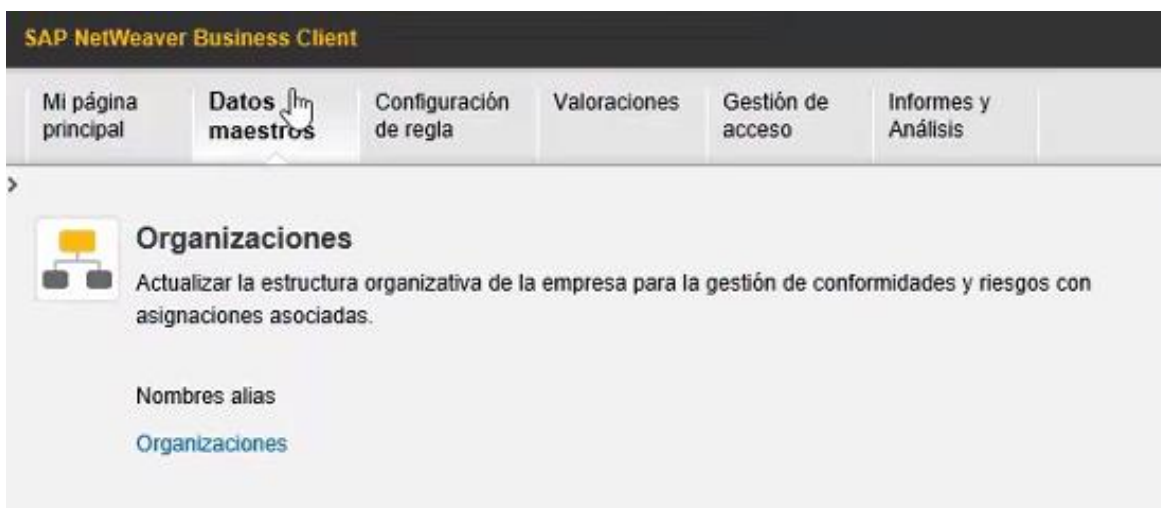 SAP NetWeaver Business Client
Mi página principal
Datos maestros
Configuración de regla
Valoraciones
Gestión de acceso
Informes y Análisis
Organizaciones
Actualizar la estructura organizativa de la empresa para la gestión de conformidades y riesgos con
asignaciones asociadas.
Nombres alias
Organizaciones